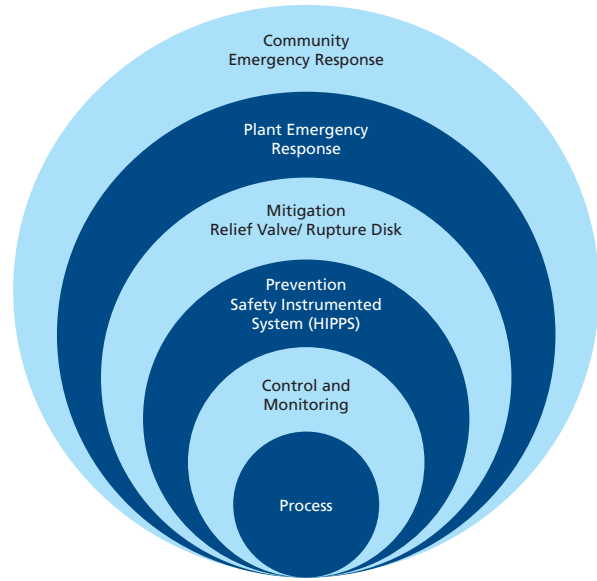 Community
Emergency Response
Plant Emergency
Response
Mitigation
Relief Valve/ Rupture Disk
Prevention
Safety Instrumented
System (HIPPS)
Control and
Monitoring
Process